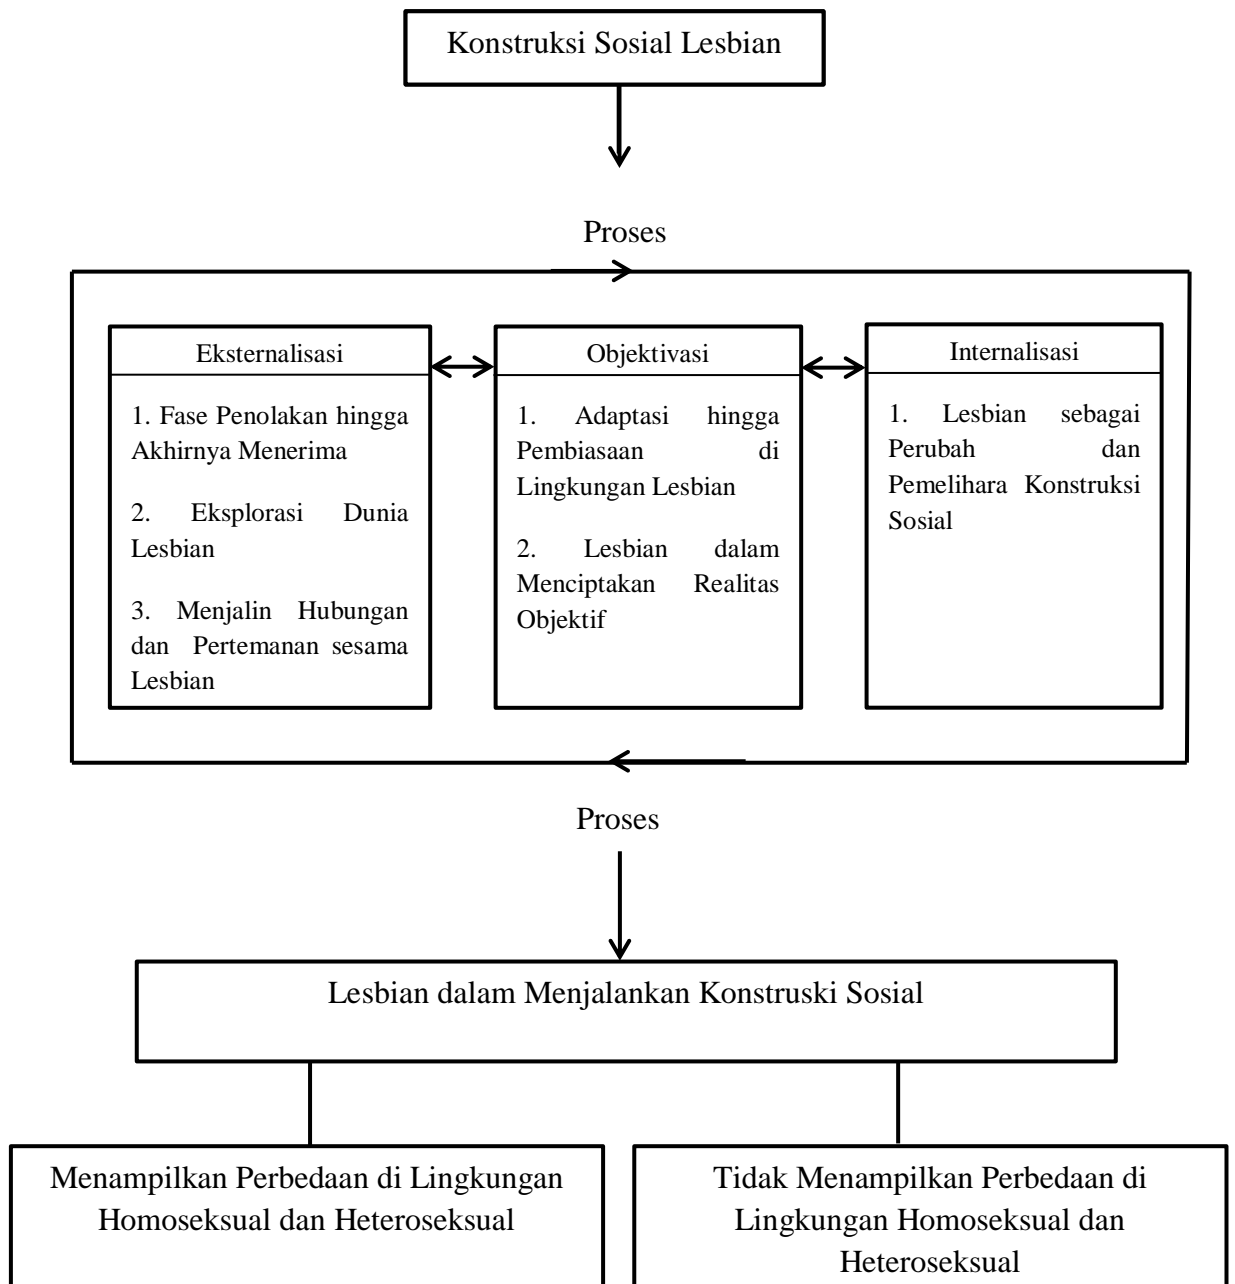 Konstruksi Sosial Lesbian
Proses
Eksternalisasi
1. Fase Penolakan hingga
Akhirnya Menerima
2. Eksplorasi Dunia
Lesbian
3. Menjalin Hubungan
dan Pertemanan sesama
Lesbian
Objektivasi
1. Adaptasi hingga
Pembiasaan di
Lingkungan Lesbian
2. Lesbian dalam
Menciptakan Realitas
Objektif
Internalisasi
1. Lesbian sebagai
Perubah dan
Pemelihara Konstruksi
Sosial
Proses
Lesbian dalam Menjalankan Konstruski Sosial
Menampilkan Perbedaan di Lingkungan
Homoseksual dan Heteroseksual
Tidak Menampilkan Perbedaan di
Lingkungan Homoseksual dan
Heteroseksual